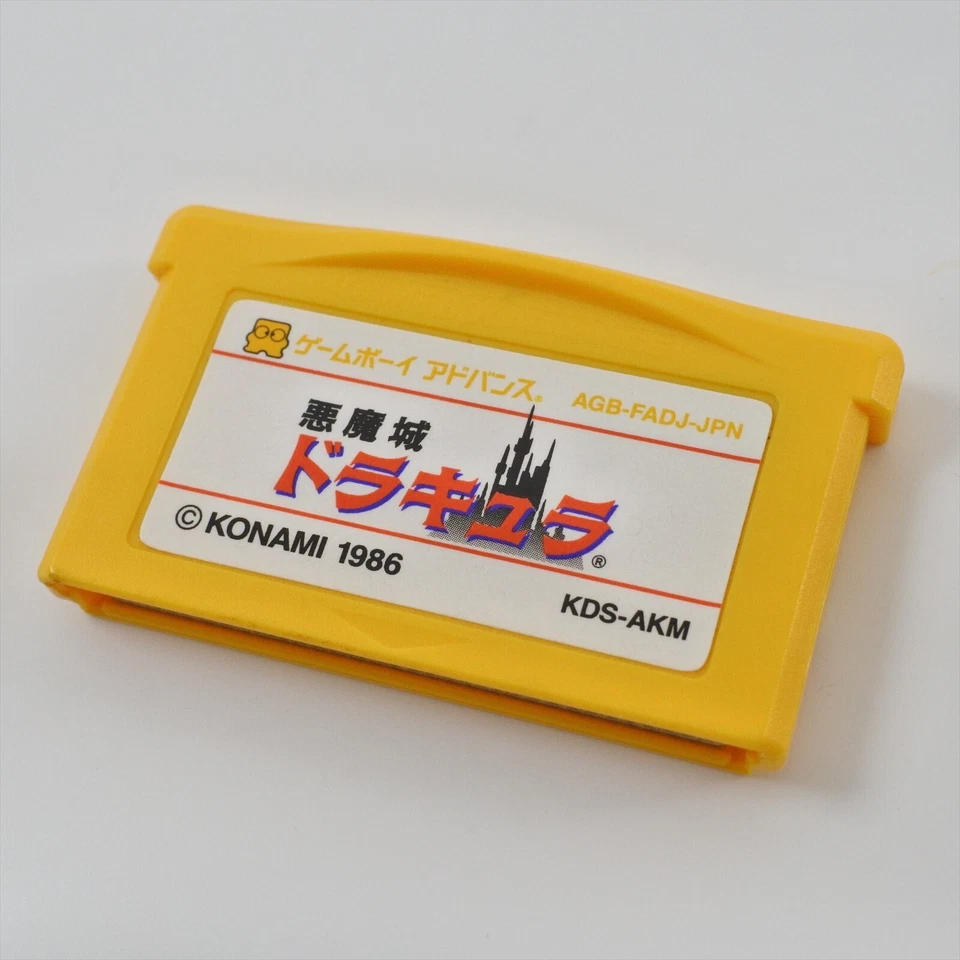 ゲームボーイ アドバンス®
AGB-FADJ-JPN
悪魔城
ドラキュラ®
© KONAMI 1986
KDS-AKM